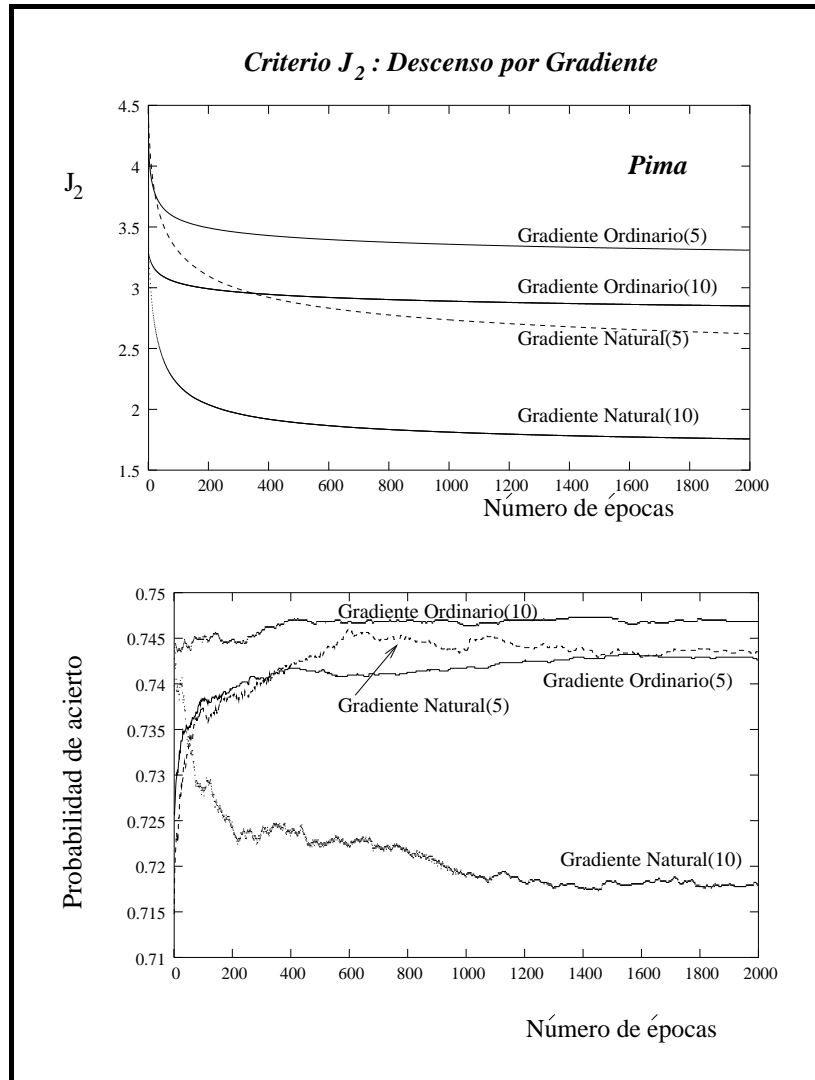 Criterio J2 : Descenso por Gradiente
4.5
4
3.5
3
2.5
2
1.5
J2
Pima
Gradiente Ordinario(5)
Gradiente Ordinario(10)
Gradiente Natural(5)
Gradiente Natural(10)
0 200 400 600 800 1000 1200 1400 1600 1800 2000
Número de épocas
0.75
0.745
0.74
0.735
0.73
0.725
0.72
0.715
0.71
Probabilidad de acierto
Gradiente Ordinario(10)
Gradiente Ordinario(5)
Gradiente Natural(5)
Gradiente Natural(10)
0 200 400 600 800 1000 1200 1400 1600 1800 2000
Número de épocas